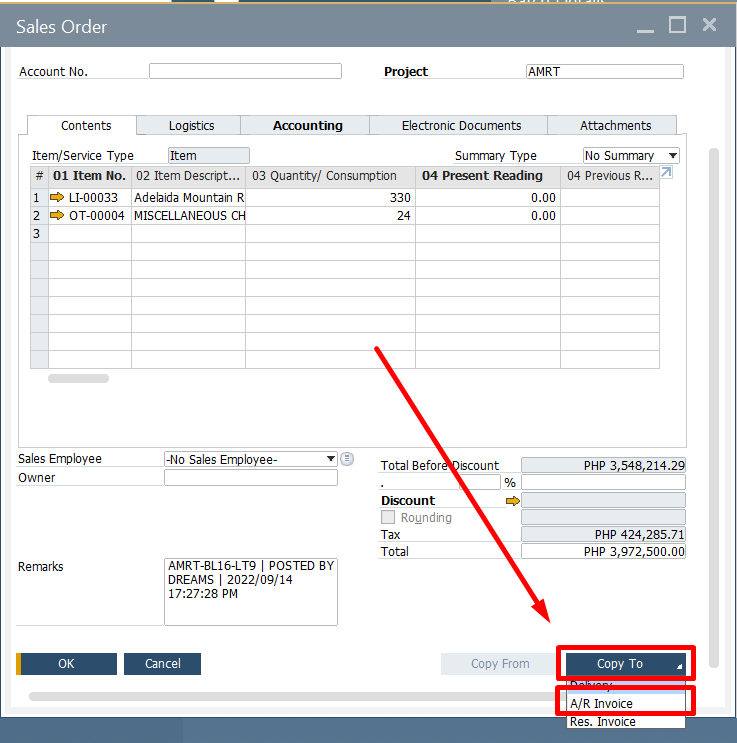 Sales Order
Account No.
Project AMRT
Contents Logistics Accounting Electronic Documents Attachments
Item/Service Type Item Summary Type No Summary
# 01 Item No. 02 Item Descript... 03 Quantity/ Consumption 04 Present Reading 04 Previous R...
1 LI-00033 Adelaida Mountain R 330 0.00
2 OT-00004 MISCELLANEOUS CH 24 0.00
3
Sales Employee -No Sales Employee-
Owner
Total Before Discount PHP 3,548,214.29
. %
Discount
Rounding
Tax PHP 424,285.71
Total PHP 3,972,500.00
Remarks
AMRT-BL16-LT9 | POSTED BY
DREAMS | 2022/09/14
17:27:28 PM
OK Cancel Copy From Copy To
Delivery
A/R Invoice
Res. Invoice